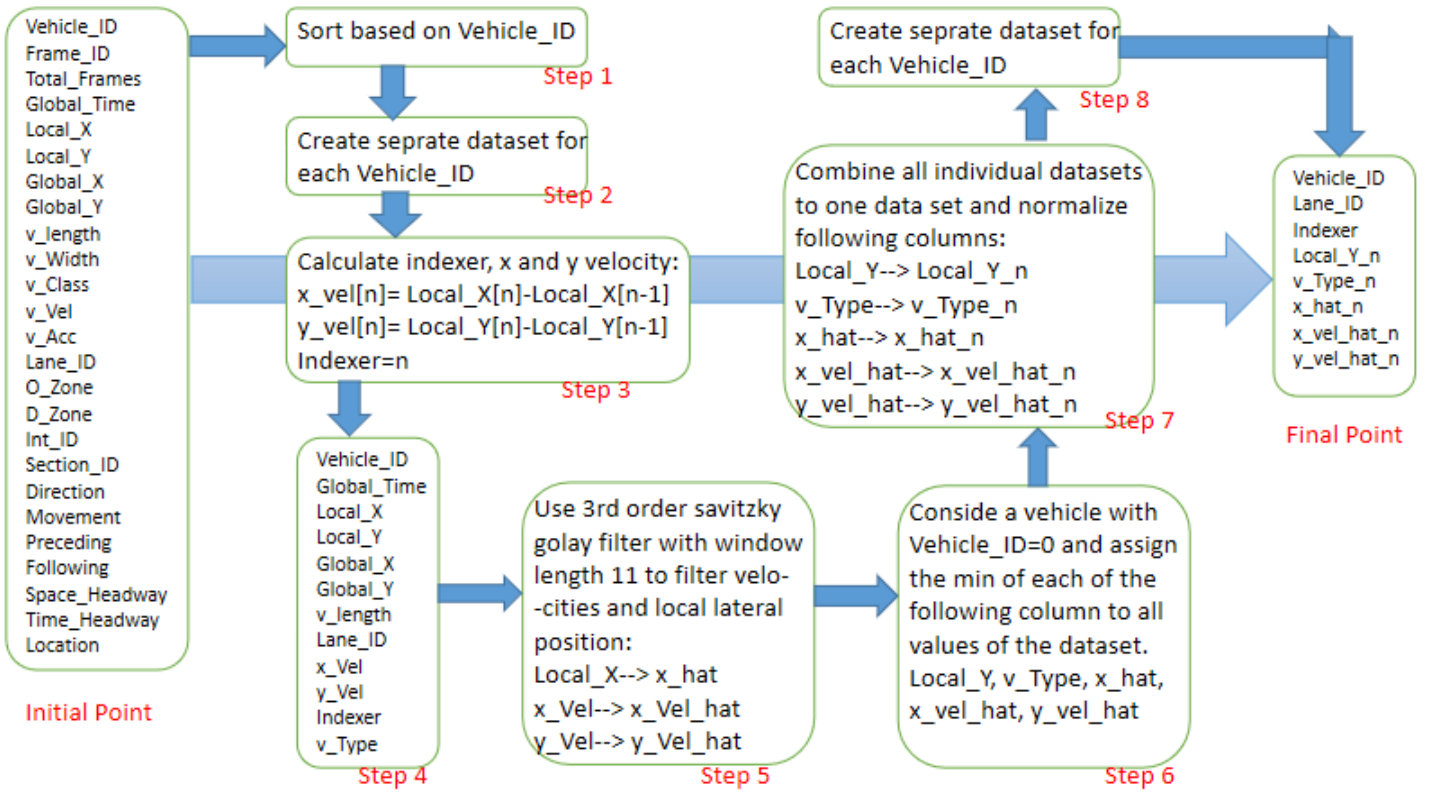 Vehicle_ID
Frame_ID
Total_Frames
Global_Time
Local_X
Local_Y
Global_X
Global_Y
v_length
v_Width
v_Class
v_Vel
v_Acc
Lane_ID
O_Zone
D_Zone
Int_ID
Section_ID
Direction
Movement
Preceding
Following
Space_Headway
Time_Headway
Location
Initial Point
Sort based on Vehicle_ID
Step 1
Create seprate dataset for
each Vehicle_ID
Step 2
Calculate indexer, x and y velocity:
x_vel[n]= Local_X[n]-Local_X[n-1]
y_vel[n]= Local_Y[n]-Local_Y[n-1]
Indexer=n
Step 3
Vehicle_ID
Global_Time
Local_X
Local_Y
Global_X
Global_Y
v_length
Lane_ID
x_Vel
y_Vel
Indexer
v_Type
Step 4
Use 3rd order savitzky
golay filter with window
length 11 to filter velo-
-cities and local lateral
position:
Local_X--> x_hat
x_Vel--> x_Vel_hat
y_Vel--> y_Vel_hat
Step 5
Conside a vehicle with
Vehicle_ID=0 and assign
the min of each of the
following column to all
values of the dataset.
Local_Y, v_Type, x_hat,
x_vel_hat, y_vel_hat
Step 6
Combine all individual datasets
to one data set and normalize
following columns:
Local_Y--> Local_Y_n
v_Type--> v_Type_n
x_hat--> x_hat_n
x_vel_hat--> x_vel_hat_n
y_vel_hat--> y_vel_hat_n
Step 7
Create seprate dataset for
each Vehicle_ID
Step 8
Vehicle_ID
Lane_ID
Indexer
Local_Y_n
v_Type_n
x_hat_n
x_vel_hat_n
y_vel_hat_n
Final Point